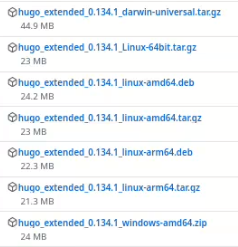 hugo_extended_0.134.1_darwin-universal.tar.gz
44.9 MB
hugo_extended_0.134.1_Linux-64bit.tar.gz
23 MB
hugo_extended_0.134.1_linux-amd64.deb
24.2 MB
hugo_extended_0.134.1_linux-amd64.tar.gz
23 MB
hugo_extended_0.134.1_linux-arm64.deb
22.3 MB
hugo_extended_0.134.1_linux-arm64.tar.gz
21.3 MB
hugo_extended_0.134.1_windows-amd64.zip
24 MB